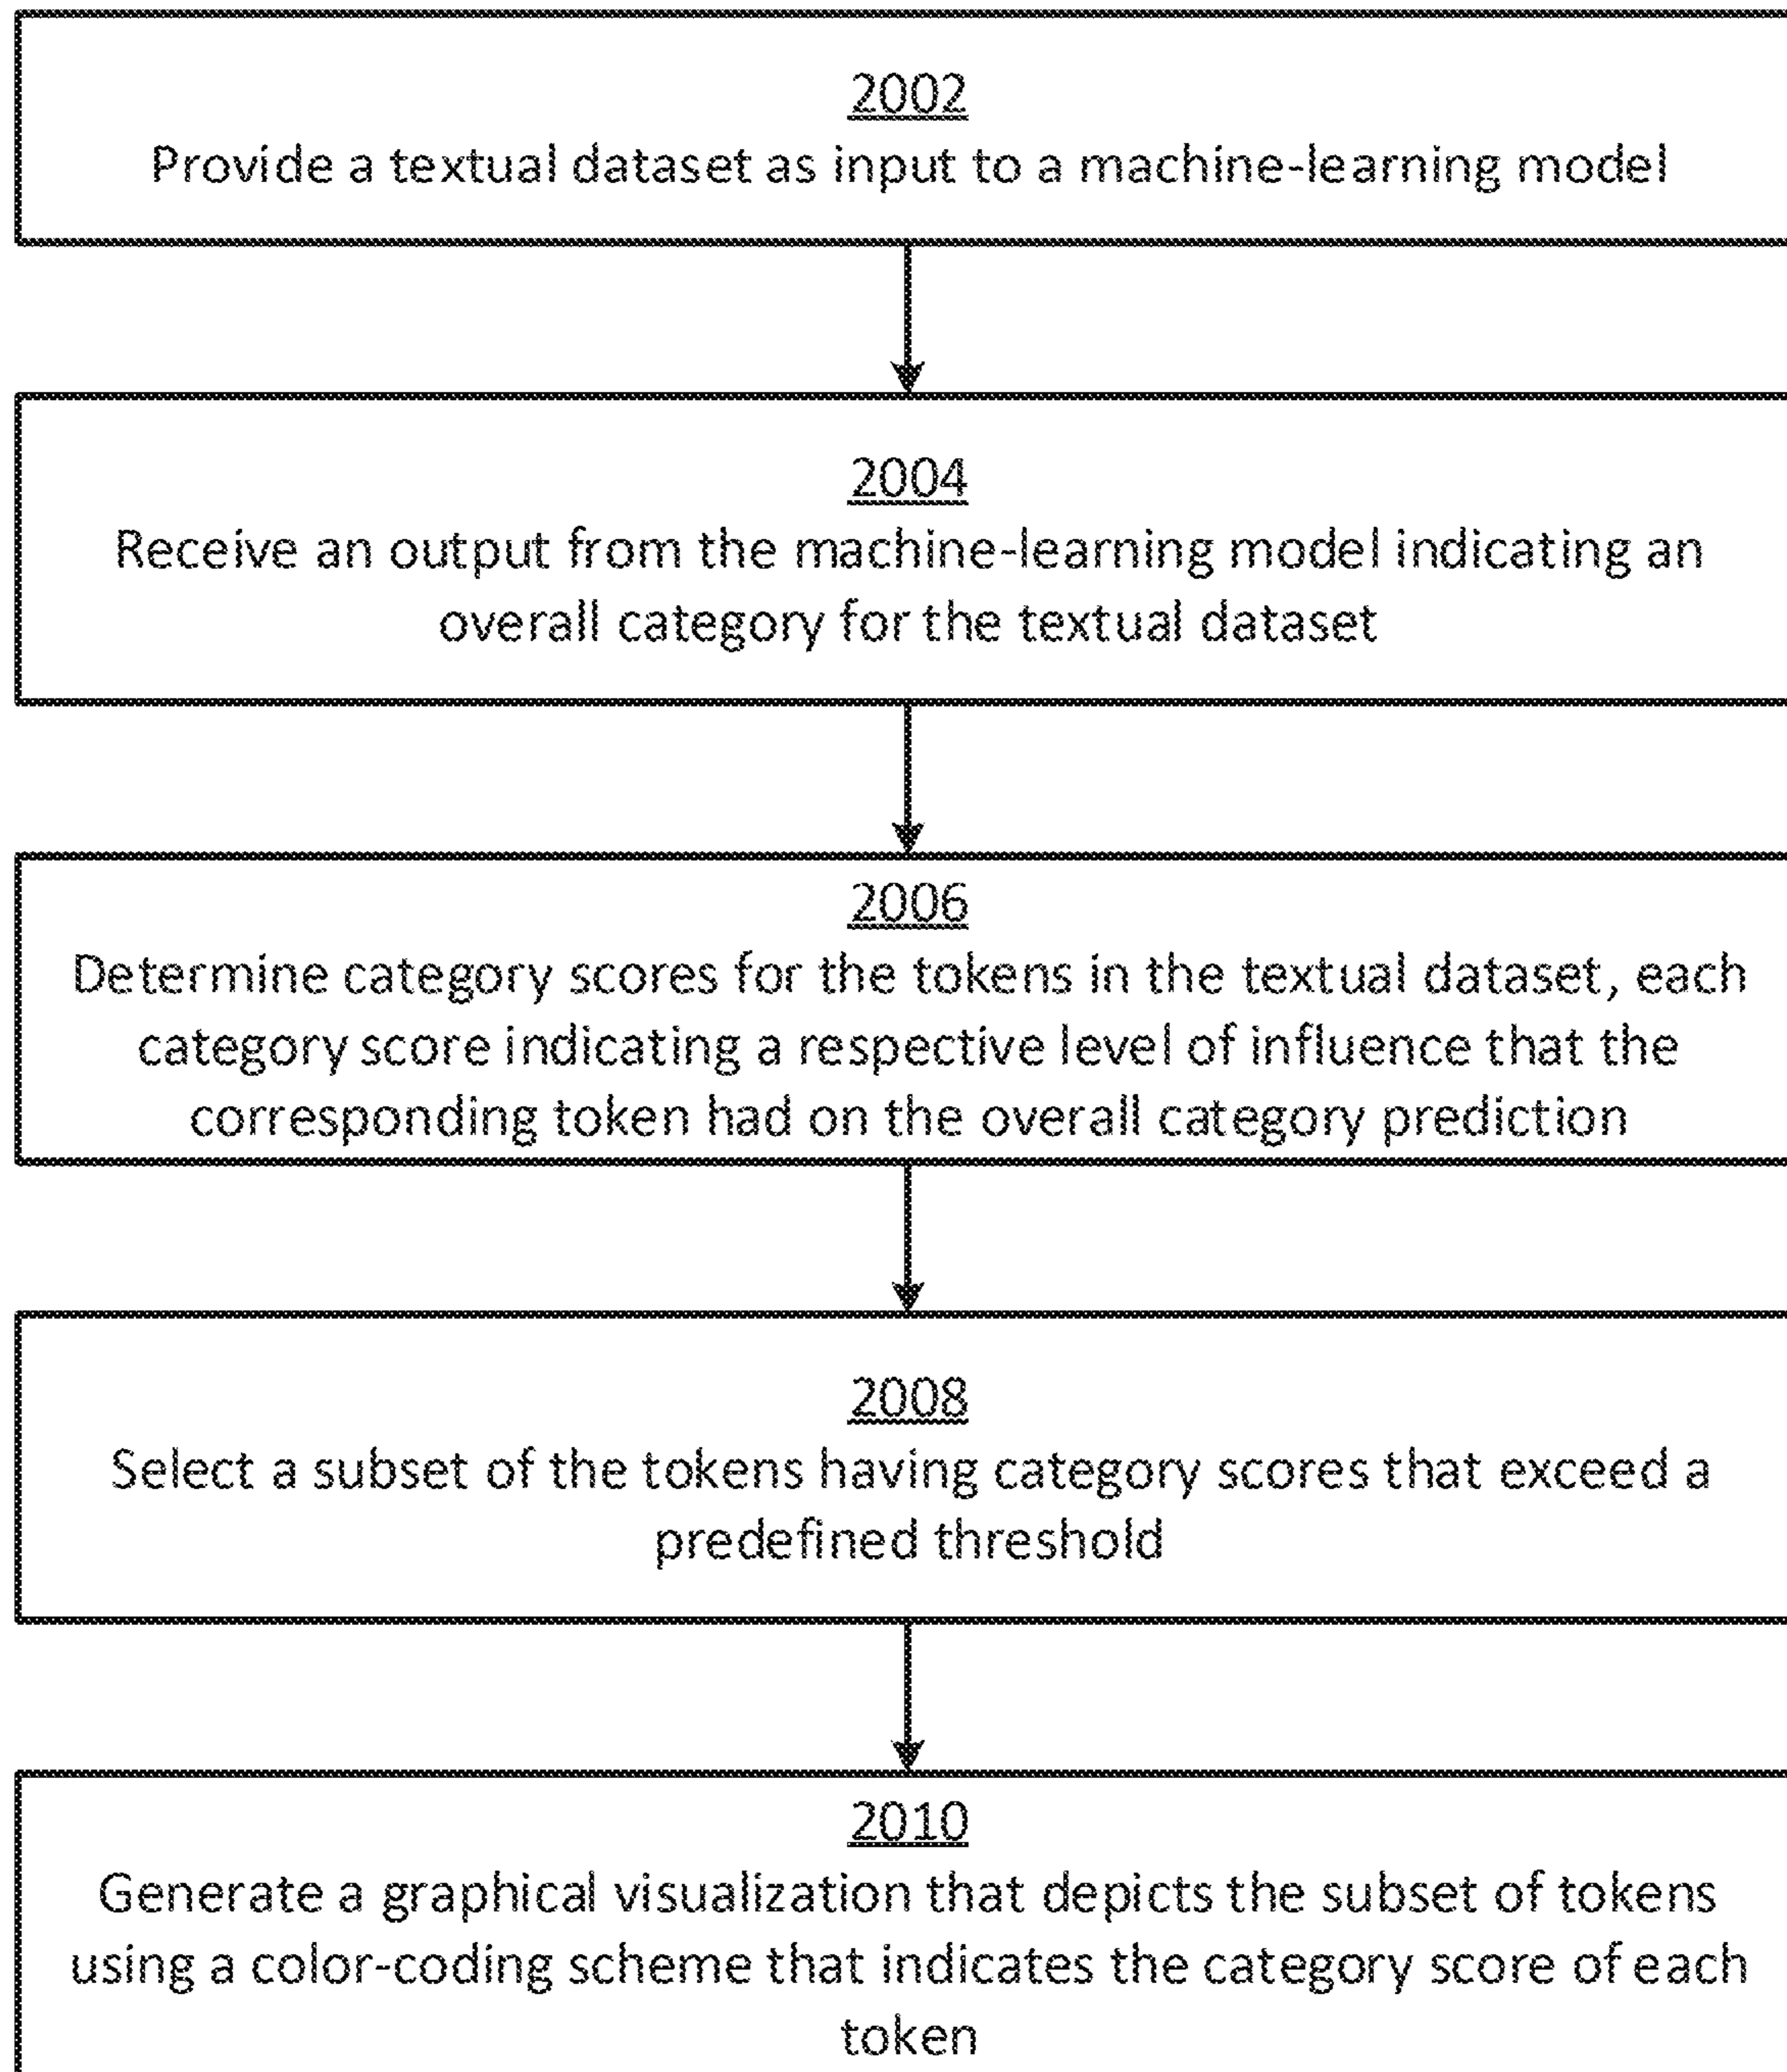 2002
Provide a textual dataset as input to a machine-learning model
2004
Receive an output from the machine-learning model indicating an
overall category for the textual dataset
2006
Determine category scores for the tokens in the textual dataset, each
category score indicating a respective level of influence that the
corresponding token had on the overall category prediction
2008
Select a subset of the tokens having category scores that exceed a
predefined threshold
2010
Generate a graphical visualization that depicts the subset of tokens
using a color-coding scheme that indicates the category score of each
token